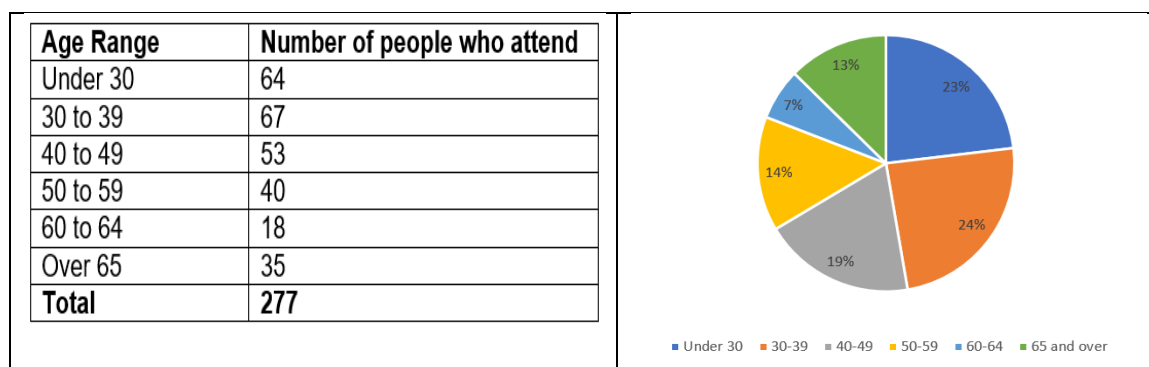 Age Range Number of people who attend
Under 30 64
30 to 39 67
40 to 49 53
50 to 59 40
60 to 64 18
Over 65 35
Total 277
13%
23%
7%
14%
24%
19%
Under 30 30-39 40-49 50-59 60-64 65 and over